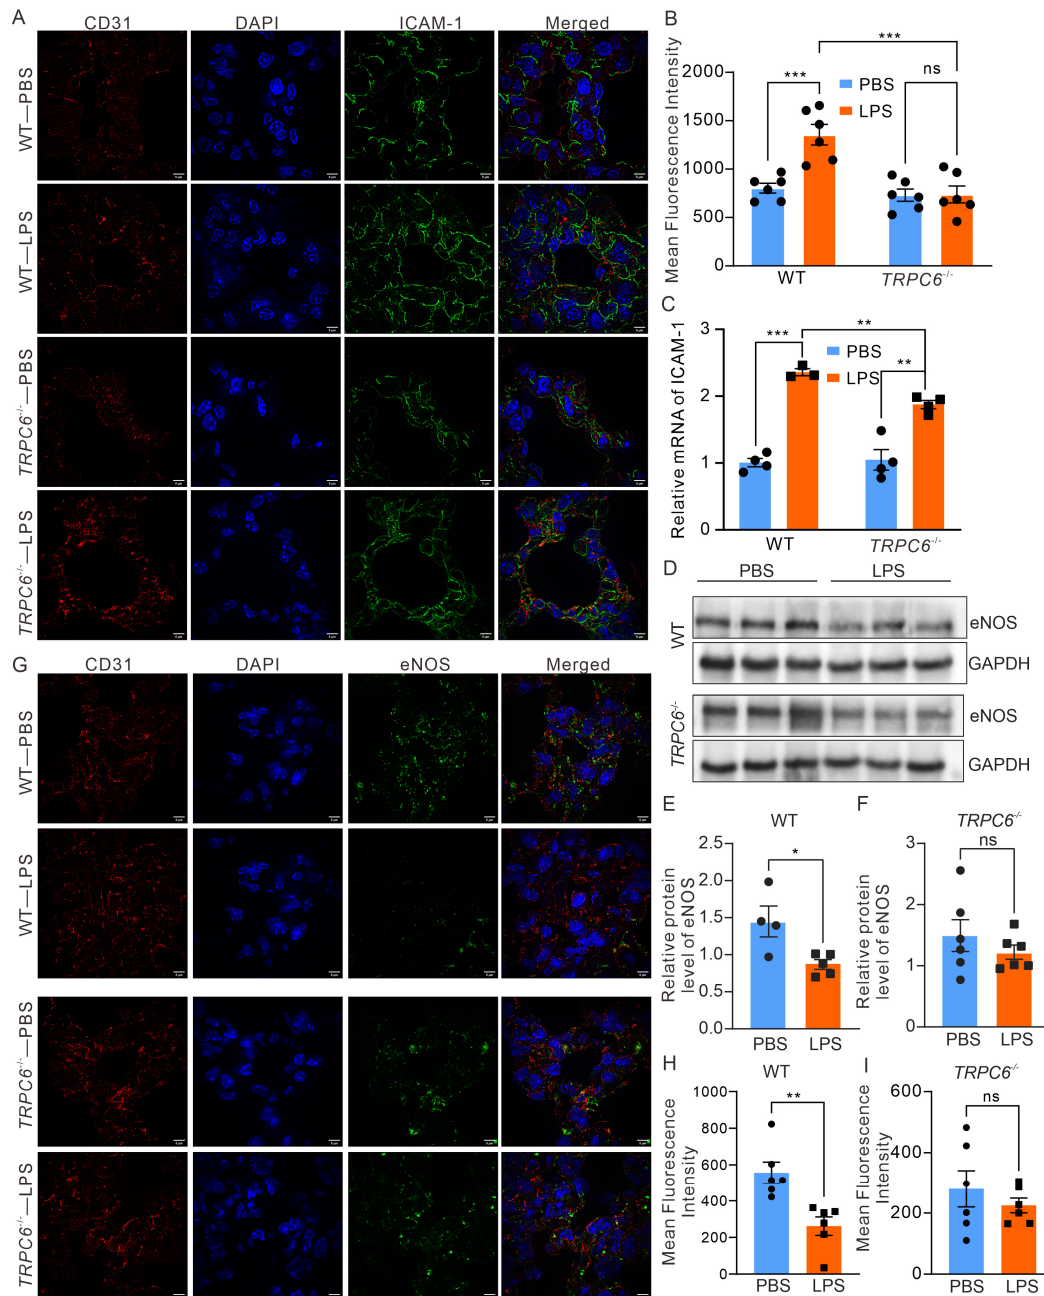 A
CD31 DAPI ICAM-1 Merged
WT—PBS
WT—LPS
TRPC6-/-—PBS
TRPC6-/-—LPS
B
Mean Fluorescence Intensity
2000
1500
1000
500
0
***
***
ns
PBS
LPS
WT TRPC6-/-
C
Relative mRNA of ICAM-1
3
2
1
0
***
**
**
PBS
LPS
WT TRPC6-/-
D
PBS LPS
WT
eNOS
GAPDH
TRPC6-/-
eNOS
GAPDH
E
WT
Relative protein
level of eNOS
2.5
2.0
1.5
1.0
0.5
0.0
*
PBS LPS
F
TRPC6-/-
Relative protein
level of eNOS
3
2
1
0
ns
PBS LPS
G
CD31 DAPI eNOS Merged
WT—PBS
WT—LPS
TRPC6-/-—PBS
TRPC6-/-—LPS
H
WT
Mean Fluorescence
Intensity
1000
800
600
400
200
0
**
PBS LPS
I
TRPC6-/-
Mean Fluorescence
Intensity
600
400
200
0
ns
PBS LPS